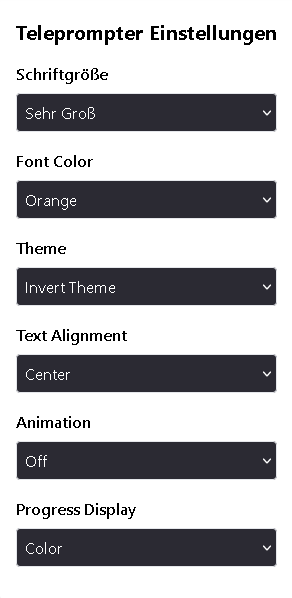 Teleprompter Einstellungen
Schriftgröße
Sehr Groß
Font Color
Orange
Theme
Invert Theme
Text Alignment
Center
Animation
Off
Progress Display
Color